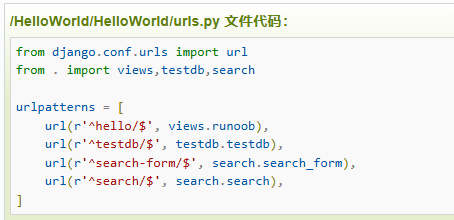 /HelloWorld/HelloWorld/urls.py 文件代码：
from django.conf.urls import url
from . import views,testdb,search
urlpatterns = [
    url(r'^hello/$', views.runoob),
    url(r'^testdb/$', testdb.testdb),
    url(r'^search-form/$', search.search_form),
    url(r'^search/$', search.search),
]